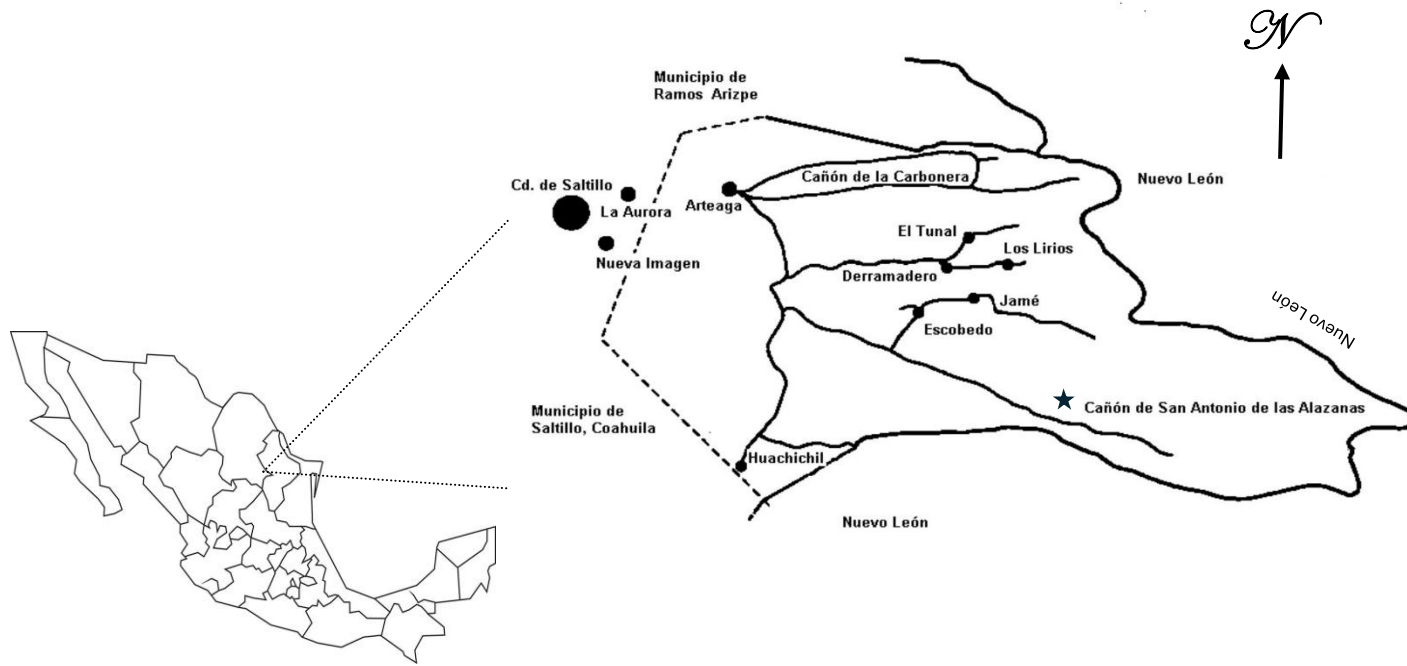 N
Municipio de
Ramos Arizpe
Cañón de la Carbonera
Nuevo León
Cd. de Saltillo
La Aurora
Arteaga
Nueva Imagen
El Tunal
Los Lirios
Derramadero
Jamé
Escobedo
Nuevo León
Municipio de
Saltillo, Coahuila
Cañón de San Antonio de las Alazanas
Huachichil
Nuevo León